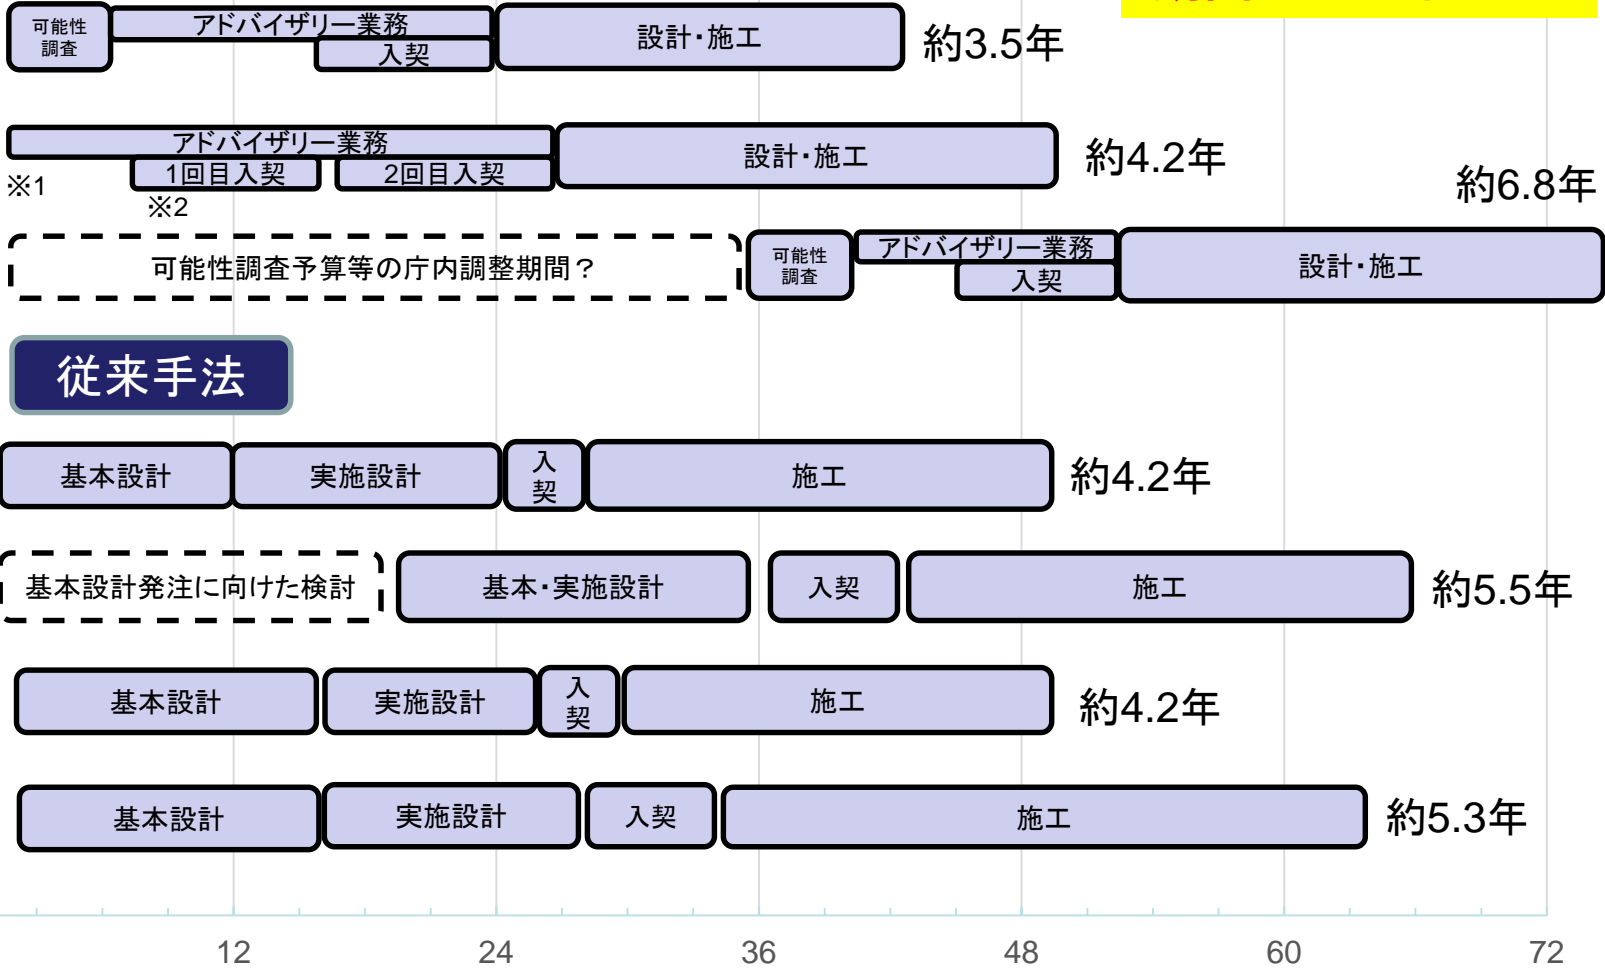 可能性
調査
アドバイザリー業務
入契
設計・施工
約3.5年
アドバイザリー業務
1回目入契
2回目入契
設計・施工
約4.2年
※1
※2
約6.8年
可能性調査予算等の庁内調整期間？
可能性
調査
アドバイザリー業務
入契
設計・施工
従来手法
基本設計
実施設計
入
契
施工
約4.2年
基本設計発注に向けた検討
基本・実施設計
入契
施工
約5.5年
基本設計
実施設計
入
契
施工
約4.2年
基本設計
実施設計
入契
施工
約5.3年
12
24
36
48
60
72